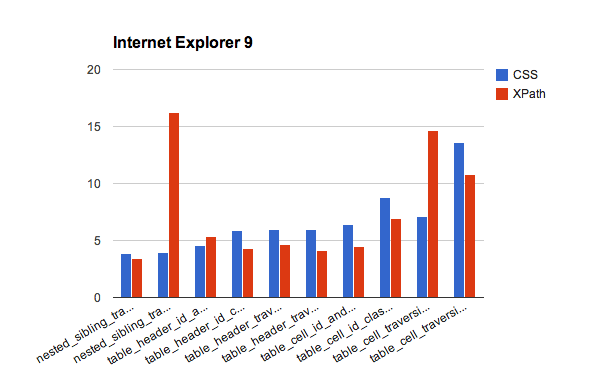 Internet Explorer 9
20
15
10
5
0
CSS
XPath
nested_sibling_tra...
nested_sibling_tra...
table_header_id_a...
table_header_id_c...
table_header_trav...
table_header_trav...
table_cell_id_and...
table_cell_id_clas...
table_cell_traversi...
table_cell_traversi...